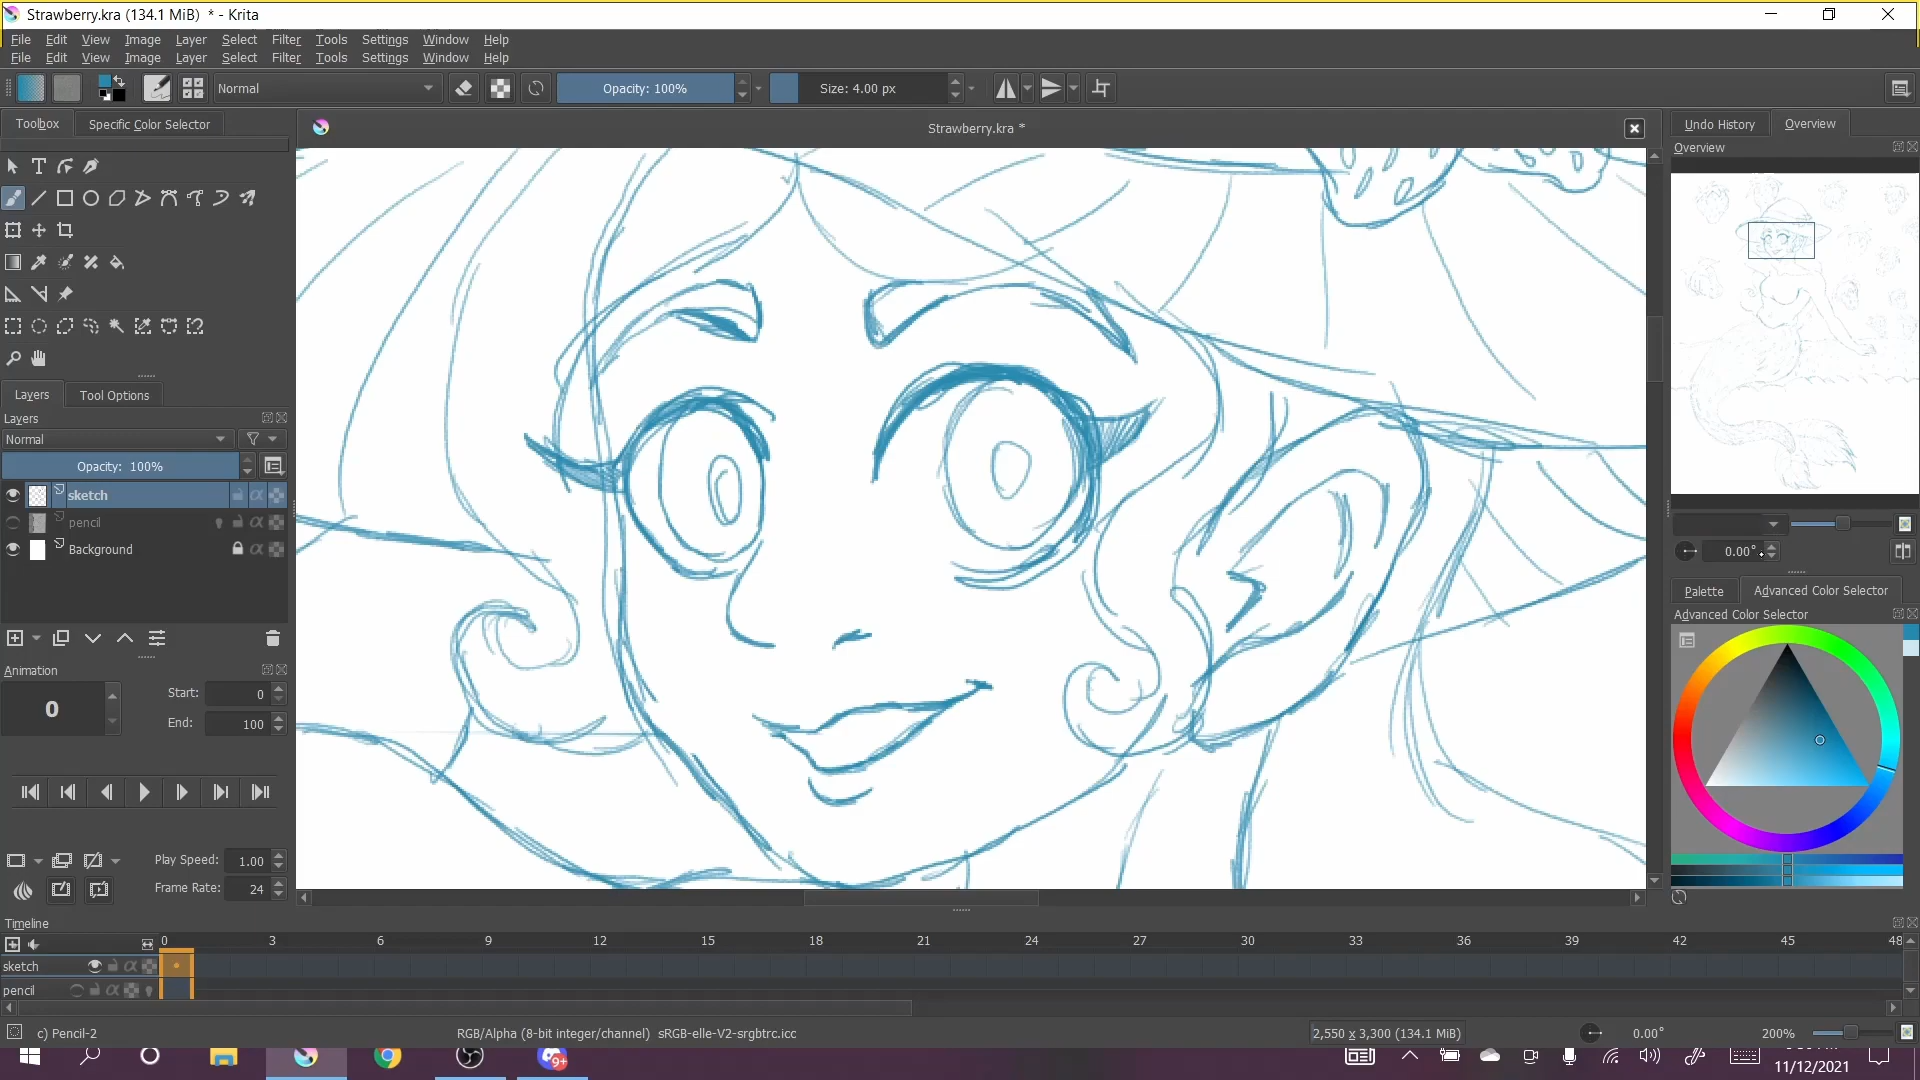 Strawberry.kra (134.1 MiB) * - Krita
File Edit View Image Layer Select Filter Tools Settings Window Help
File Edit View Image Layer Select Filter Tools Settings Window Help
Normal
Opacity: 100%
Size: 4.00 px
Toolbox
Specific Color Selector
Strawberry.kra *
Undo History
Overview
Overview
Layers
Tool Options
Layers
Normal
Opacity: 100%
sketch
pencil
Background
0.00°
Palette
Advanced Color Selector
Advanced Color Selector
Animation
0
Start: 0
End: 100
Play Speed: 1.00
Frame Rate: 24
Timeline
0 3 6 9 12 15 18 21 24 27 30 33 36 39 42 45 48
sketch
pencil
c) Pencil-2
RGB/Alpha (8-bit integer/channel) sRGB-elle-V2-srgbtrc.icc
2,550 x 3,300 (134.1 MiB)
0.00°
200%
9+
11/12/2021